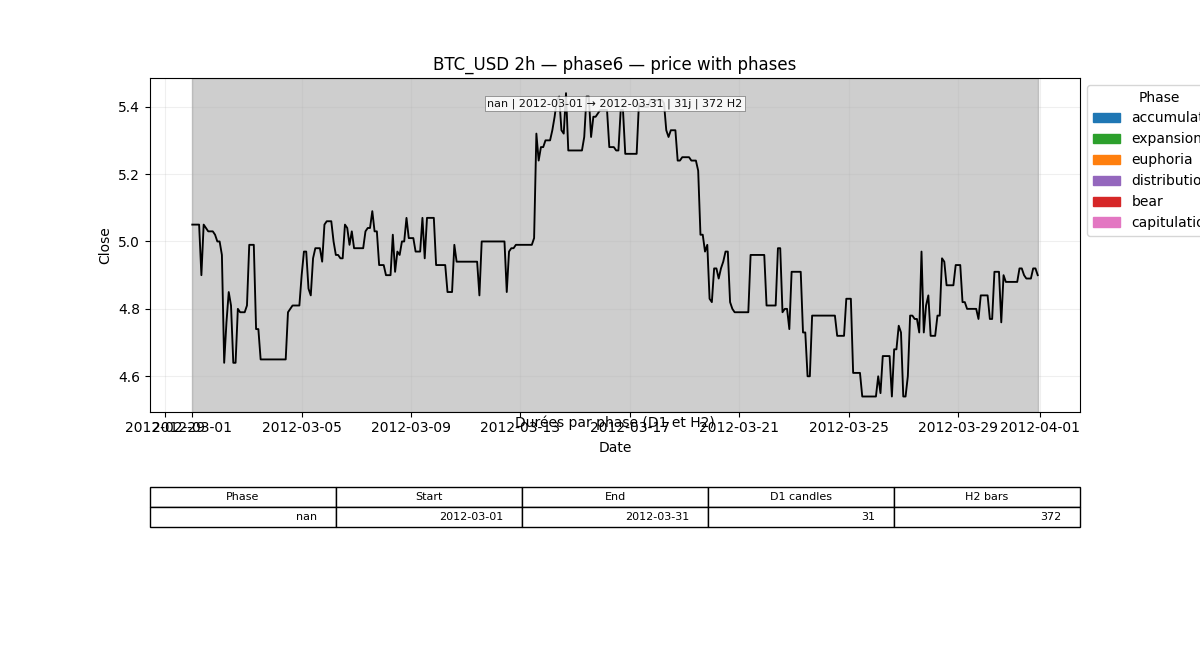 BTC_USD 2h — phase6 — price with phases
nan | 2012-03-01 → 2012-03-31 | 31j | 372 H2
5.4
5.2
5.0
4.8
4.6
Close
Phase
accumulat
expansion
euphoria
distributio
bear
capitulatic
Durées par phase (D1 et H2)
2012-02-29 2012-03-01 2012-03-05 2012-03-09 2012-03-13 2012-03-17 2012-03-21 2012-03-25 2012-03-29 2012-04-01
Date
Phase Start End D1 candles H2 bars
nan 2012-03-01 2012-03-31 31 372